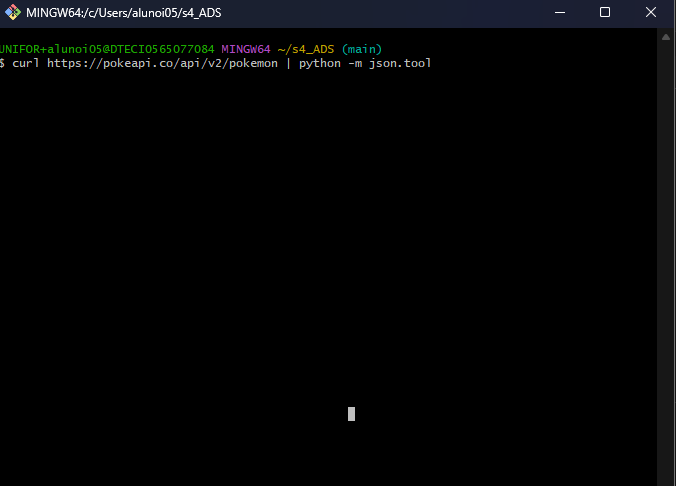 MINGW64:/c/Users/alunoi05/s4_ADS
UNIFOR+alunoi05@DTECI0565077084 MINGW64 ~/s4_ADS (main)
$ curl https://pokeapi.co/api/v2/pokemon | python -m json.tool